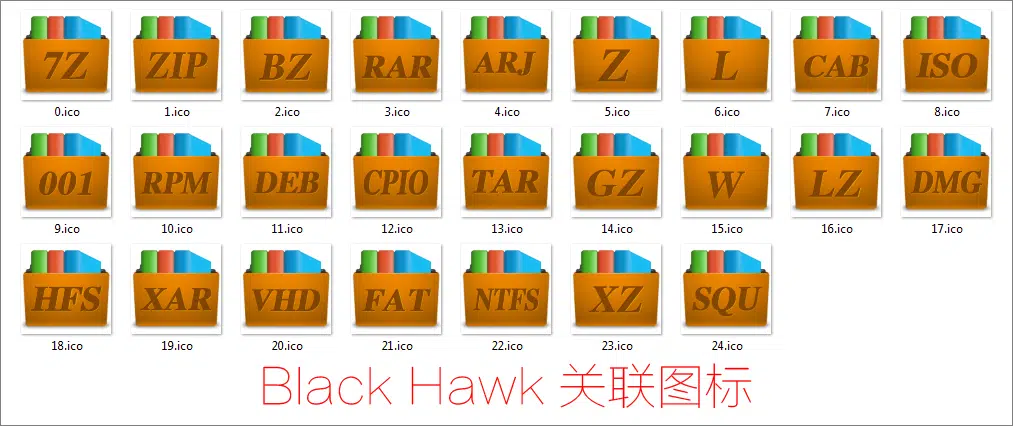 7Z ZIP BZ RAR ARJ Z L CAB ISO
0.ico 1.ico 2.ico 3.ico 4.ico 5.ico 6.ico 7.ico 8.ico
001 RPM DEB CPIO TAR GZ W LZ DMG
9.ico 10.ico 11.ico 12.ico 13.ico 14.ico 15.ico 16.ico 17.ico
HFS XAR VHD FAT NTFS XZ SQU
18.ico 19.ico 20.ico 21.ico 22.ico 23.ico 24.ico
Black Hawk 关联图标